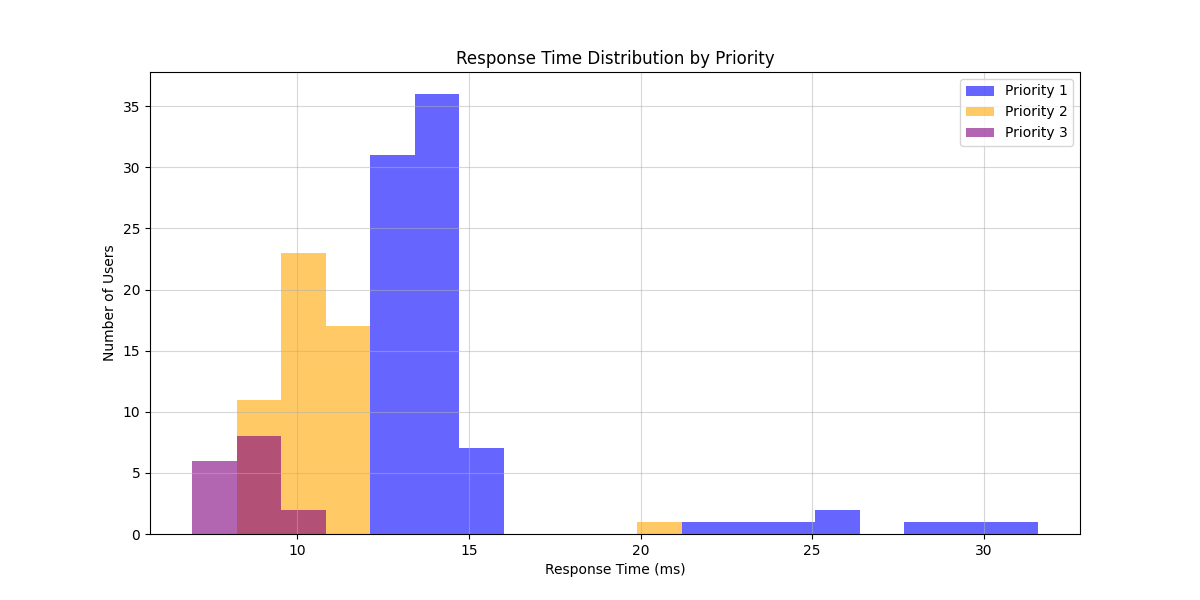 Response Time Distribution by Priority
Priority 1
Priority 2
Priority 3
Number of Users
35
30
25
20
15
10
5
0
10 15 20 25 30
Response Time (ms)